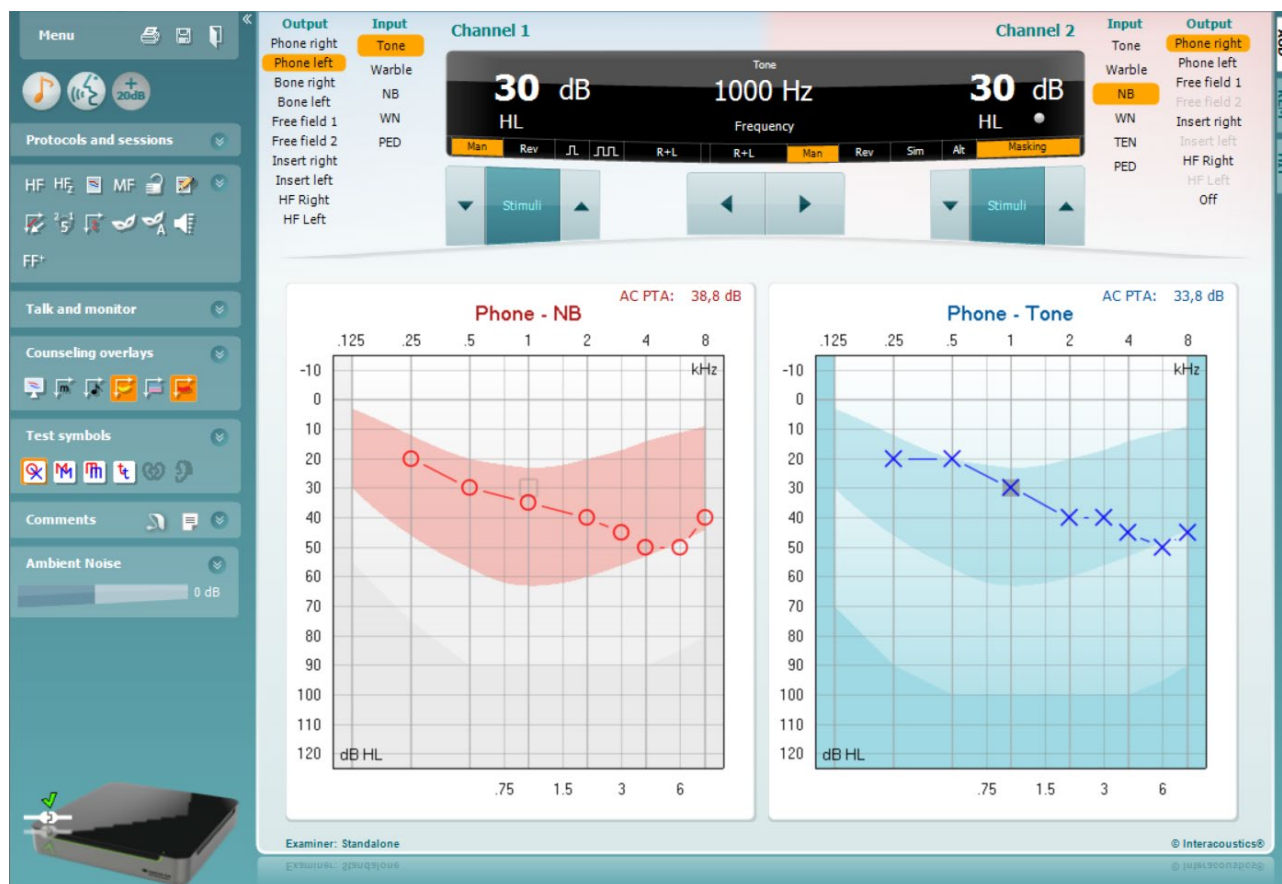 Menu
+
20dB
Protocols and sessions
HF HF2 MF
2-1
5
A
FF+
Talk and monitor
Counseling overlays
m
Test symbols
M m t
Comments
Ambient Noise
0 dB
Output
Phone right
Phone left
Bone right
Bone left
Free field 1
Free field 2
Insert right
Insert left
HF Right
HF Left
Input
Tone
Warble
NB
WN
PED
Channel 1
Channel 2
30 dB
HL
Tone
1000 Hz
Frequency
30 dB
HL
Man Rev R+L R+L Man Rev Sim Alt Masking
Stimuli
Stimuli
Input
Tone
Warble
NB
WN
TEN
PED
Output
Phone right
Phone left
Free field 1
Free field 2
Insert right
Insert left
HF Right
HF Left
Off
AC PTA: 38,8 dB
Phone - NB
.125 .25 .5 1 2 4 8
kHz
-10
0
10
20
30
40
50
60
70
80
90
100
110
120
dB HL
.75 1.5 3 6
AC PTA: 33,8 dB
Phone - Tone
.125 .25 .5 1 2 4 8
kHz
-10
0
10
20
30
40
50
60
70
80
90
100
110
120
dB HL
.75 1.5 3 6
Examiner: Standalone
© Interacoustics®